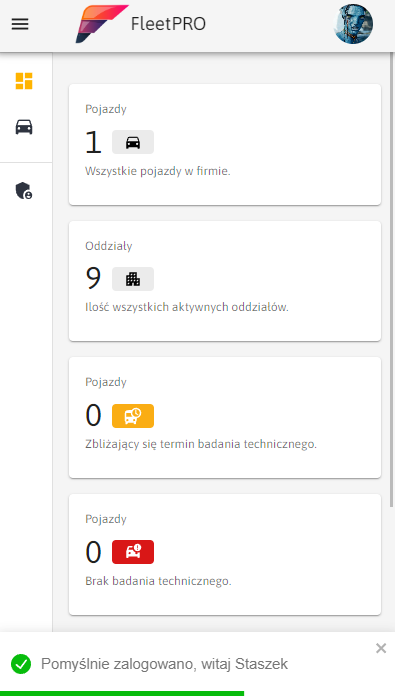 FleetPRO
Pojazdy
1
Wszystkie pojazdy w firmie.
Oddziały
9
Ilość wszystkich aktywnych oddziałów.
Pojazdy
0
Zbliżający się termin badania technicznego.
Pojazdy
0
Brak badania technicznego.
Pomyślnie zalogowano, witaj Staszek